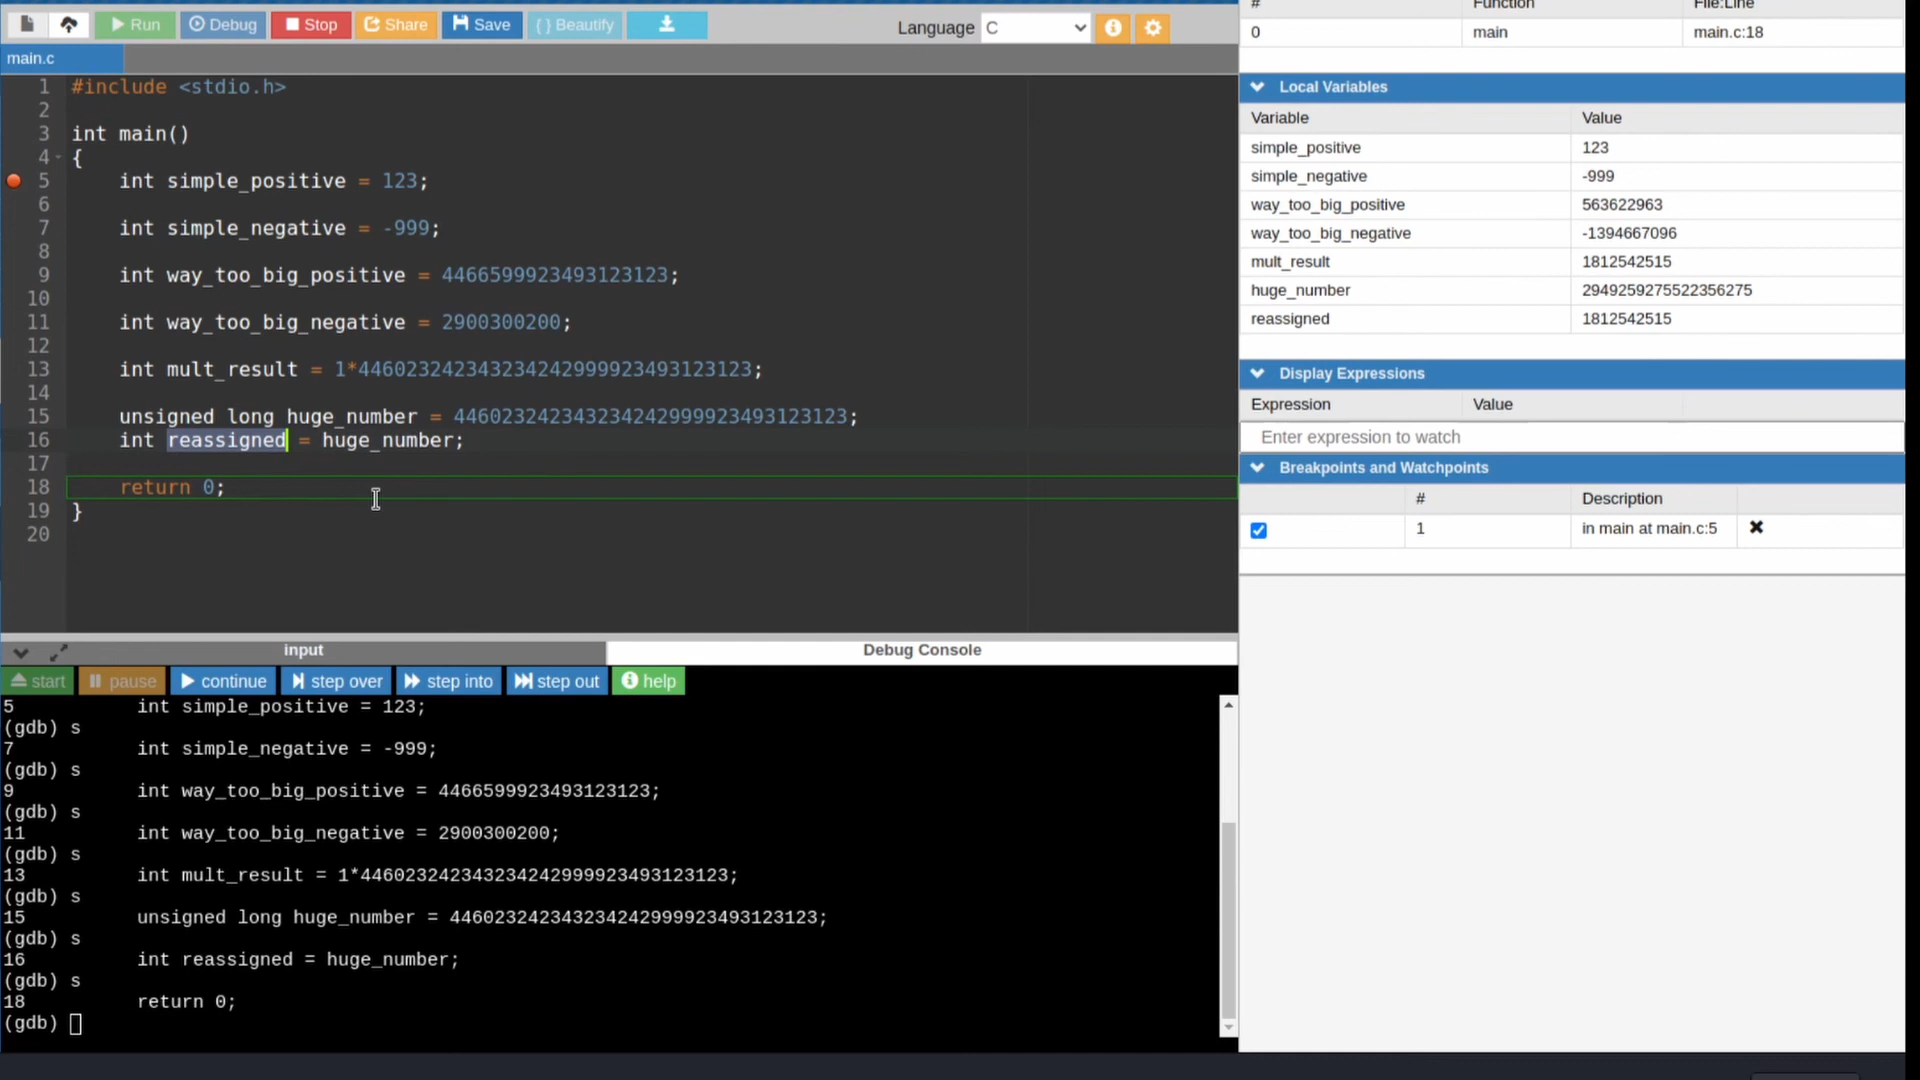 Run Debug Stop Share Save { } Beautify Language C
main.c
1 #include <stdio.h>
2
3 int main()
4 {
5 int simple_positive = 123;
6
7 int simple_negative = -999;
8
9 int way_too_big_positive = 4466599923493123123;
10
11 int way_too_big_negative = 2900300200;
12
13 int mult_result = 1*446023242343234242999923493123123;
14
15 unsigned long huge_number = 446023242343234242999923493123123;
16 int reassigned = huge_number;
17
18 return 0;
19 }
20
input Debug Console
start pause continue step over step into step out help
5 int simple_positive = 123;
(gdb) s
7 int simple_negative = -999;
(gdb) s
9 int way_too_big_positive = 4466599923493123123;
(gdb) s
11 int way_too_big_negative = 2900300200;
(gdb) s
13 int mult_result = 1*446023242343234242999923493123123;
(gdb) s
15 unsigned long huge_number = 446023242343234242999923493123123;
(gdb) s
16 int reassigned = huge_number;
(gdb) s
18 return 0;
(gdb)
# Function File:Line
0 main main.c:18
Local Variables
Variable Value
simple_positive 123
simple_negative -999
way_too_big_positive 563622963
way_too_big_negative -1394667096
mult_result 1812542515
huge_number 2949259275522356275
reassigned 1812542515
Display Expressions
Expression Value
Enter expression to watch
Breakpoints and Watchpoints
# Description
1 in main at main.c:5